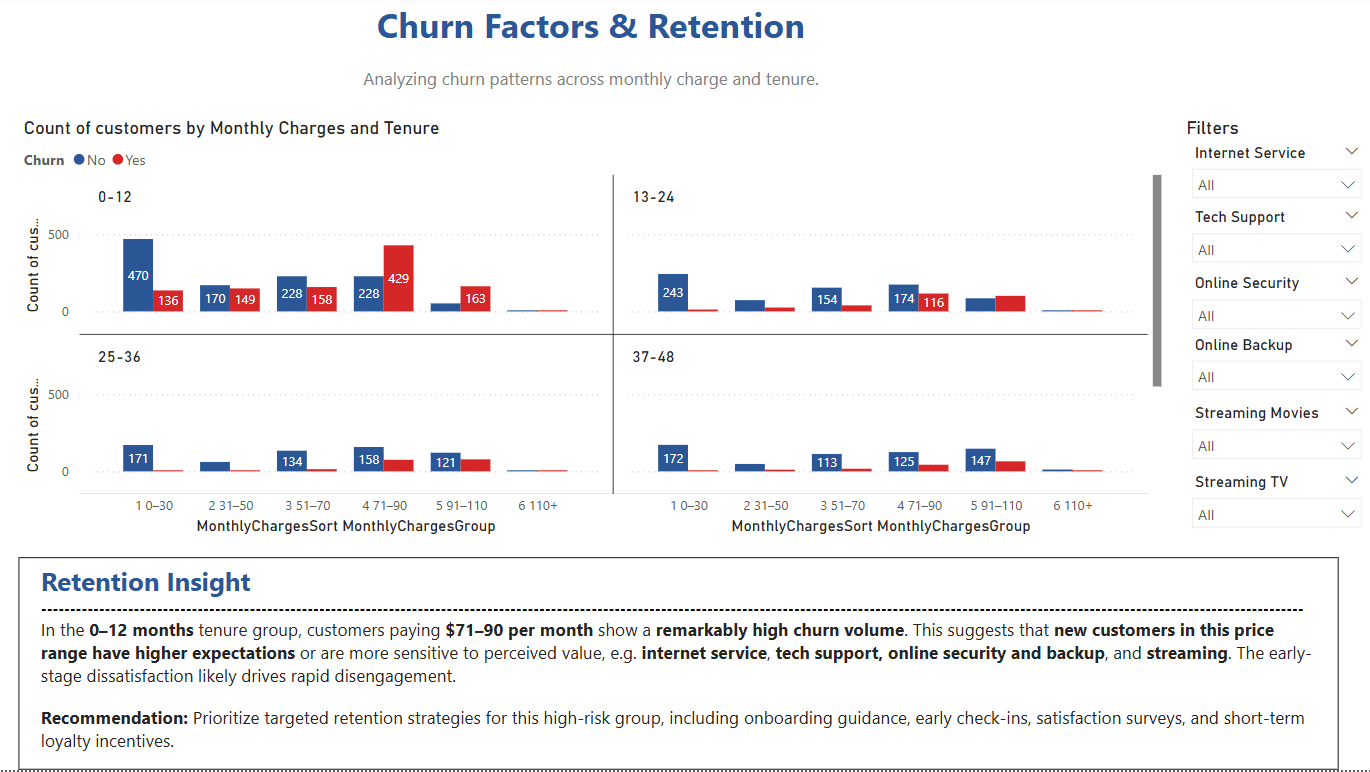 Churn Factors & Retention
Analyzing churn patterns across monthly charge and tenure.
Count of customers by Monthly Charges and Tenure
Churn No Yes
0-12
13-24
Count of cus...
500
0
470 136 170 149 228 158 228 429 163
243 154 174 116
25-36
37-48
Count of cus...
500
0
171 134 158 121
172 113 125 147
1 0–30 2 31–50 3 51–70 4 71–90 5 91–110 6 110+
1 0–30 2 31–50 3 51–70 4 71–90 5 91–110 6 110+
MonthlyChargesSort MonthlyChargesGroup
MonthlyChargesSort MonthlyChargesGroup
Filters
Internet Service
All
Tech Support
All
Online Security
All
Online Backup
All
Streaming Movies
All
Streaming TV
All
Retention Insight
In the 0–12 months tenure group, customers paying $71–90 per month show a remarkably high churn volume. This suggests that new customers in this price
range have higher expectations or are more sensitive to perceived value, e.g. internet service, tech support, online security and backup, and streaming. The early-
stage dissatisfaction likely drives rapid disengagement.
Recommendation: Prioritize targeted retention strategies for this high-risk group, including onboarding guidance, early check-ins, satisfaction surveys, and short-term
loyalty incentives.